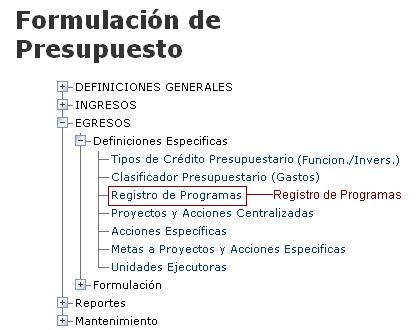 Formulación de
Presupuesto
DEFINICIONES GENERALES
INGRESOS
EGRESOS
Definiciones Especificas
Tipos de Crédito Presupuestario (Funcion./Invers.)
Clasificador Presupuestario (Gastos)
Registro de Programas Registro de Programas
Proyectos y Acciones Centralizadas
Acciones Específicas
Metas a Proyectos y Acciones Especificas
Unidades Ejecutoras
Formulación
Reportes
Mantenimiento